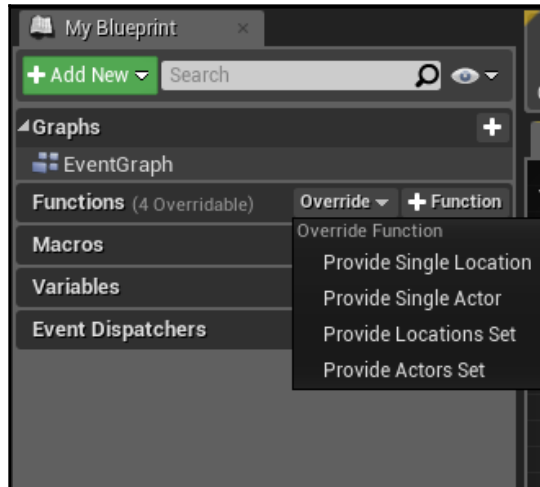 My Blueprint
Add New
Search
Graphs
EventGraph
Functions (4 Overridable)
Override
Function
Override Function
Macros
Provide Single Location
Variables
Provide Single Actor
Event Dispatchers
Provide Locations Set
Provide Actors Set